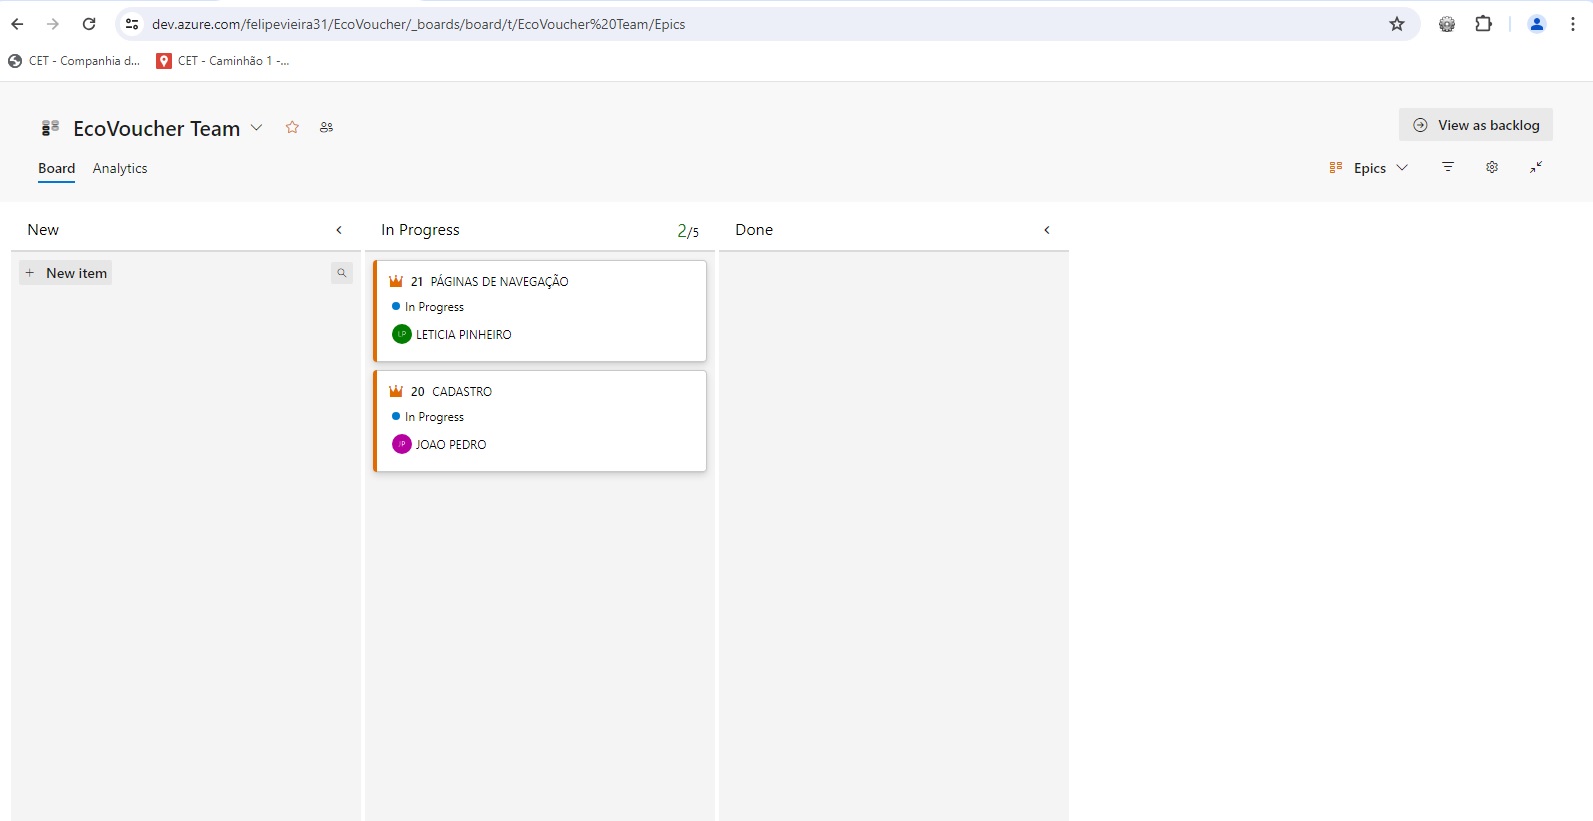 dev.azure.com/felipevieira31/EcoVoucher/_boards/board/t/EcoVoucher%20Team/Epics
CET - Companhia d...
CET - Caminhão 1 -...
EcoVoucher Team
View as backlog
Board
Analytics
Epics
New
In Progress
2/5
Done
+ New item
21 PÁGINAS DE NAVEGAÇÃO
In Progress
LP LETICIA PINHEIRO
20 CADASTRO
In Progress
JP JOAO PEDRO